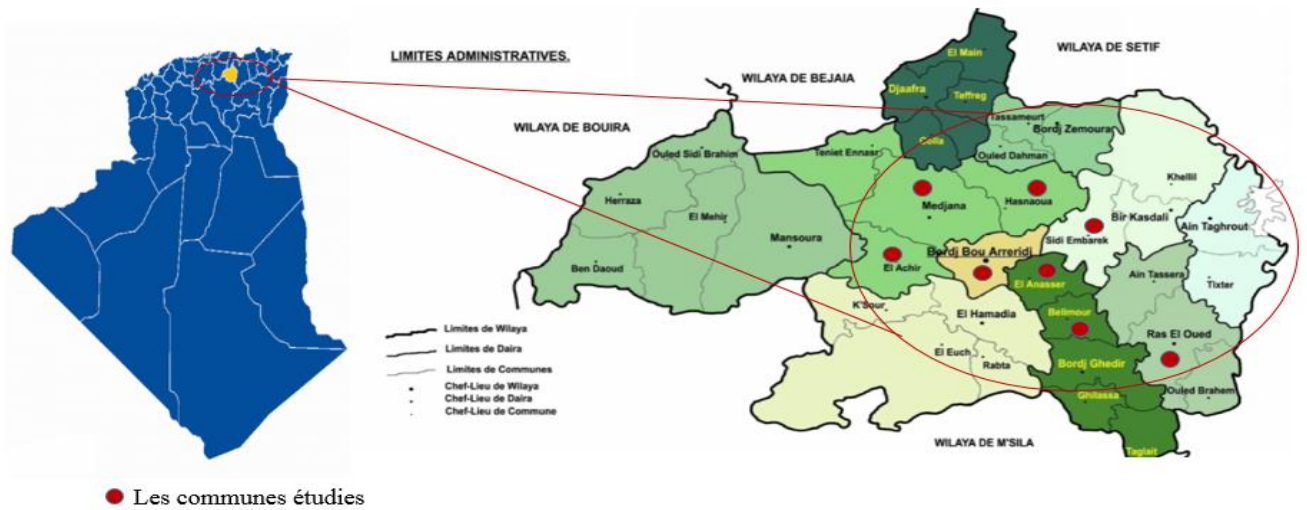 LIMITES ADMINISTRATIVES.
WILAYA DE SETIF
WILAYA DE BEJAIA
WILAYA DE BOUIRA
El Main
Djaafra
Teffreg
Colla
Tassameurt
Bordj Zemoura
Ouled Dahman
Teniet Ennasr
Ouled Sidi Brahim
Khellil
Herraza
El Mehir
Medjana
Hasnaoua
Bir Kasdali
Ain Taghrout
Mansoura
Sidi Embarek
Bordj Bou Arreridj
Ben Daoud
El Achir
El Anasser
Ain Tassera
Tixter
K'Sour
El Hamadia
Belimour
Ras El Oued
El Euch
Rabta
Bordj Ghedir
Ouled Brahem
Ghilassa
Taglait
WILAYA DE M'SILA
Limites de Wilaya
Limites de Daira
Limites de Communes
Chef-Lieu de Wilaya
Chef-Lieu de Daira
Chef-Lieu de Commune
Les communes étudies